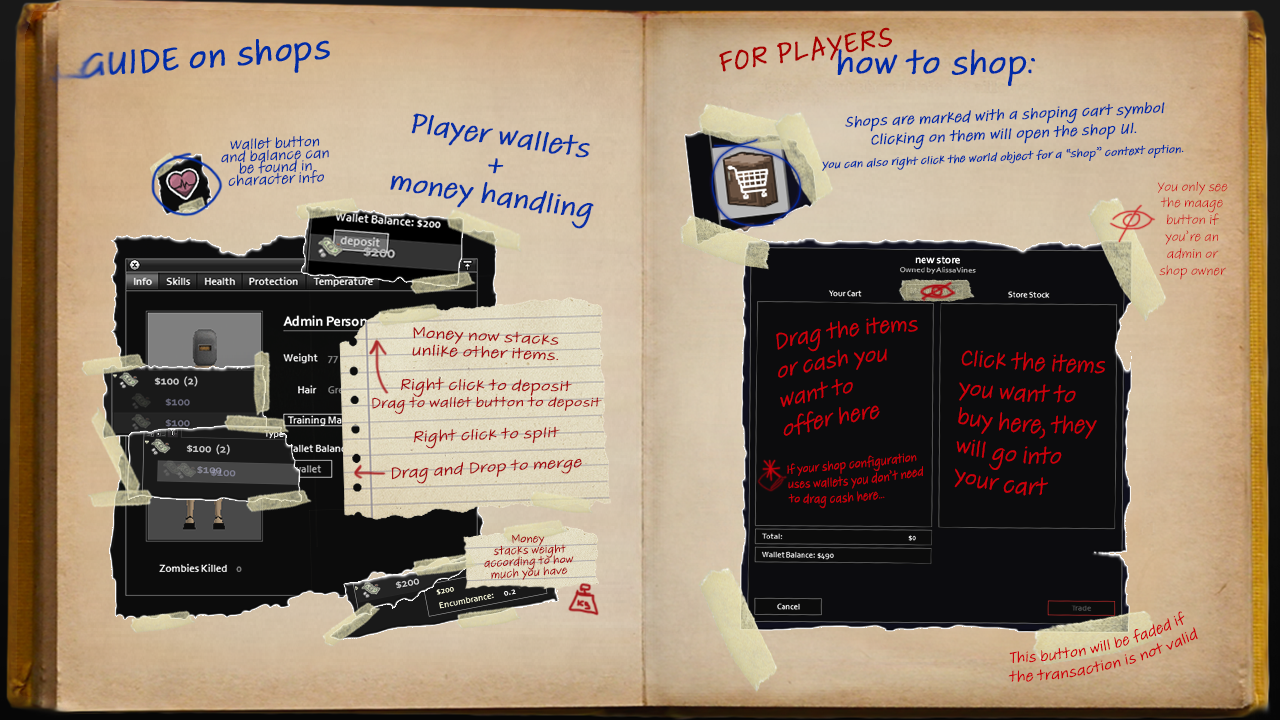 GUIDE on shops
Player wallets
+
money handling
Wallet button
and balance can
be found in
character info
Wallet Balance: $200
deposit
$200
Info Skills Health Protection Temperature
Admin Person
Weight 77
Hair
Training Ma
Wallet Balanc
wallet
$100 (2)
$100
$100
Type
$100 (2)
$100
$100
Zombies Killed 0
Money now stacks
unlike other items.
Right click to deposit
Drag to wallet button to deposit
Right click to split
Drag and Drop to merge
Money
stacks weight
according to how
much you have
$200
$200
Encumbrance: 0.2
KG
FOR PLAYERS
how to shop:
Shops are marked with a shoping cart symbol
Clicking on them will open the shop UI.
you can also right click the world object for a "shop" context option.
You only see
the maage
button if
you're an
admin or
shop owner
new store
Owned by AlissaVines
Your Cart
Store Stock
Drag the items
or cash you
want to
offer here
If your shop configuration
uses wallets you don't need
to drag cash here...
Click the items
you want to
buy here, they
will go into
your cart
Total: $0
Wallet Balance: $490
Cancel
Trade
This button will be faded if
the transaction is not valid